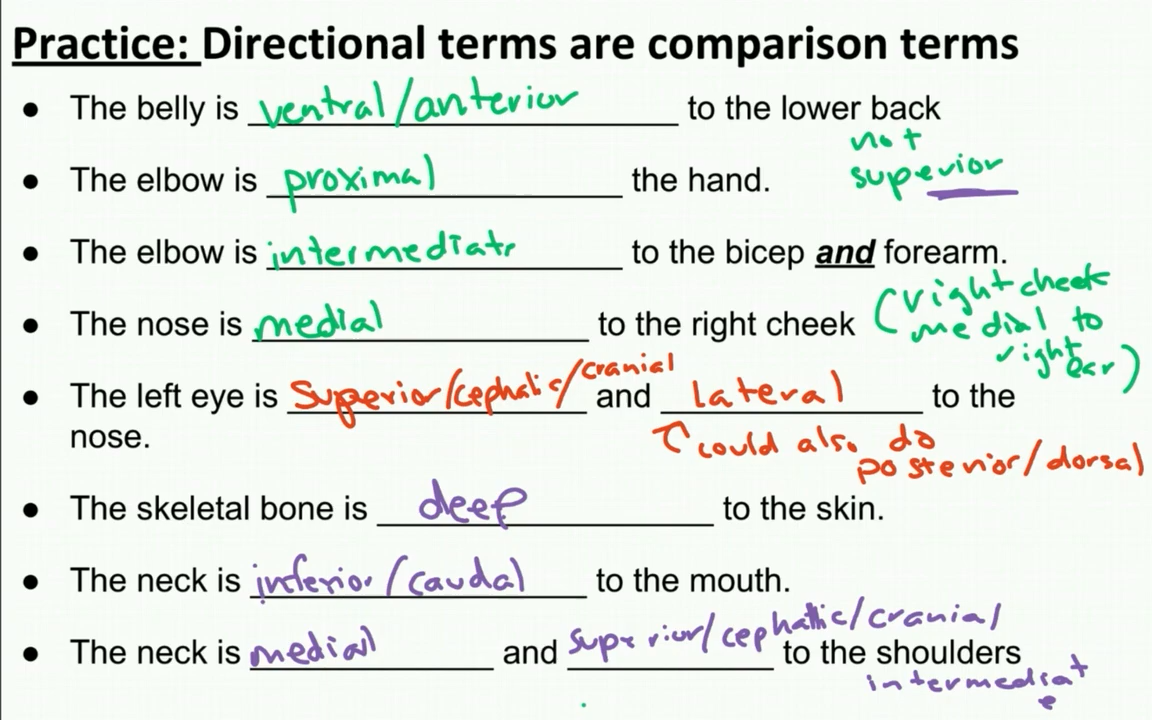 Practice: Directional terms are comparison terms
● The belly is ventral/anterior to the lower back
not
superior
● The elbow is proximal the hand.
● The elbow is intermediatr to the bicep and forearm.
● The nose is medial to the right cheek (right cheek
medial to
right
ear)
● The left eye is Superior/cephalic/cranial and lateral to the
nose.
↑ could also do
posterior/dorsal
● The skeletal bone is deep to the skin.
● The neck is inferior/caudal to the mouth.
● The neck is medial and superior/cephallic/cranial to the shoulders
intermediat
e